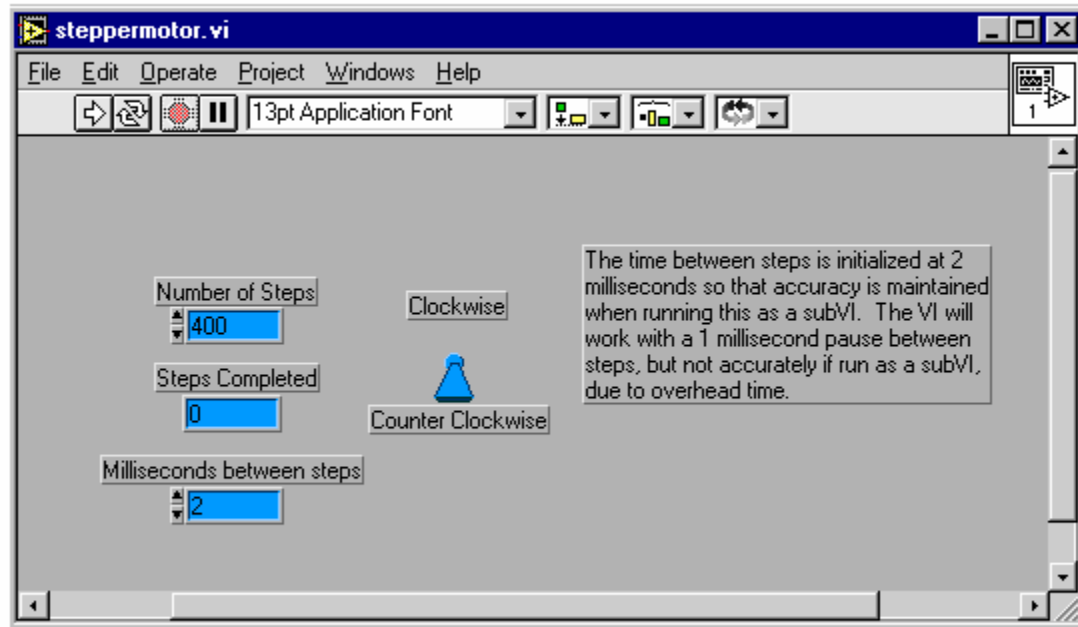 steppermotor.vi
File Edit Operate Project Windows Help
13pt Application Font
1
Number of Steps
400
Steps Completed
0
Milliseconds between steps
2
Clockwise
Counter Clockwise
The time between steps is initialized at 2
milliseconds so that accuracy is maintained
when running this as a subVI.  The VI will
work with a 1 millisecond pause between
steps, but not accurately if run as a subVI,
due to overhead time.